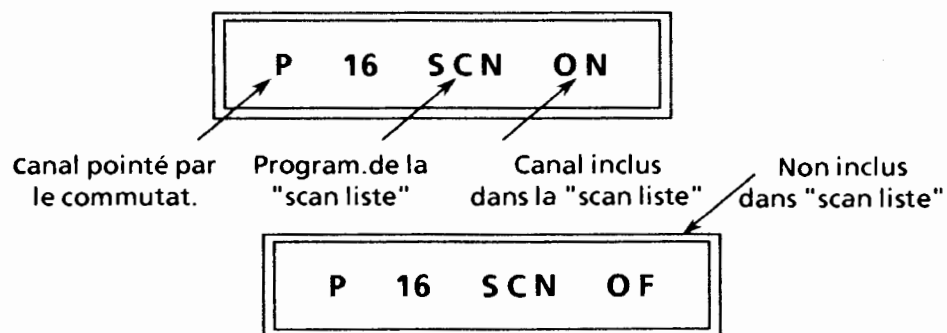 P 16 SCN ON
Canal pointé par
le commutat.
Program.de la
"scan liste"
Canal inclus
dans la "scan liste"
Non inclus
dans "scan liste"
P 16 SCN OF